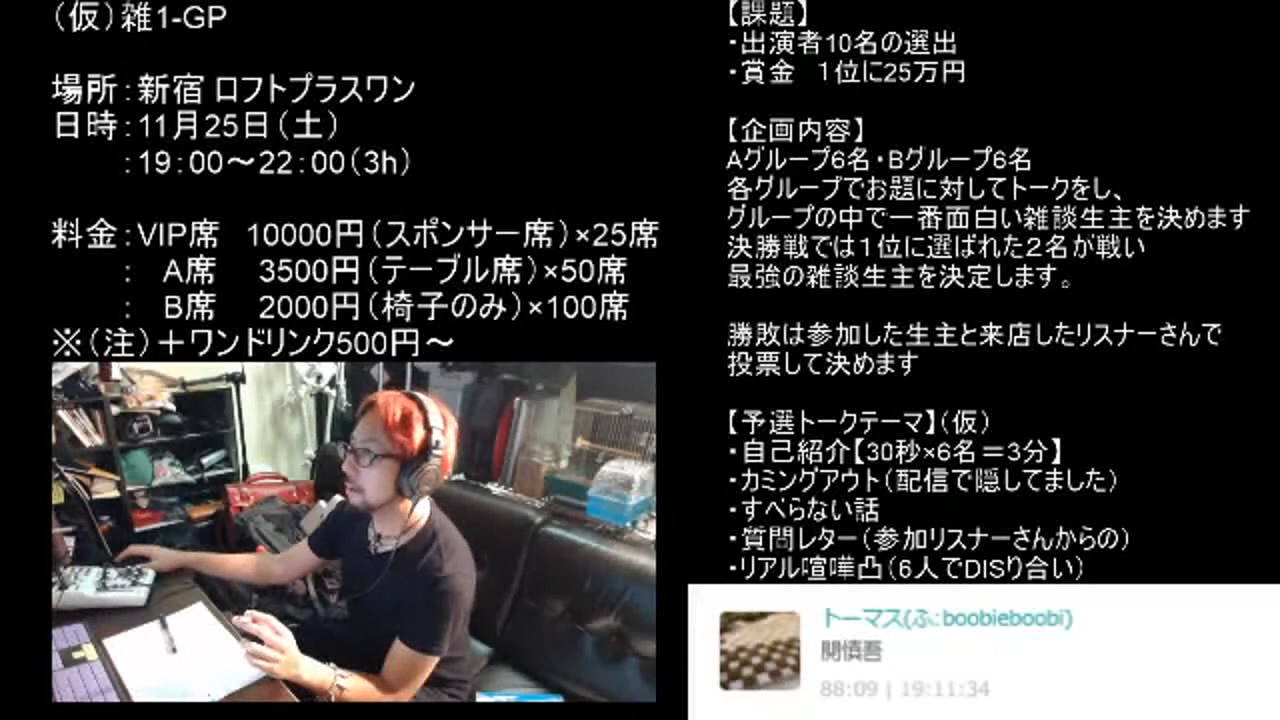 （仮）雑1-GP
場所：新宿 ロフトプラスワン
日時：11月25日（土）
：19：00～22：00（3h）
料金：VIP席 10000円（スポンサー席）×25席
： A席 3500円（テーブル席）×50席
： B席 2000円（椅子のみ）×100席
※（注）＋ワンドリンク500円～
【課題】
・出演者10名の選出
・賞金 1位に25万円
【企画内容】
Aグループ6名・Bグループ6名
各グループでお題に対してトークをし、
グループの中で一番面白い雑談生主を決めます
決勝戦では１位に選ばれた２名が戦い
最強の雑談生主を決定します。
勝敗は参加した生主と来店したリスナーさんで
投票して決めます
【予選トークテーマ】（仮）
・自己紹介【30秒×6名＝3分】
・カミングアウト（配信で隠してました）
・すべらない話
・質問レター（参加リスナーさんからの）
・リアル喧嘩凸（6人でDISり合い）
トーマス(ふ:boobieboobi)
関慎吾
88:09 | 19:11:34